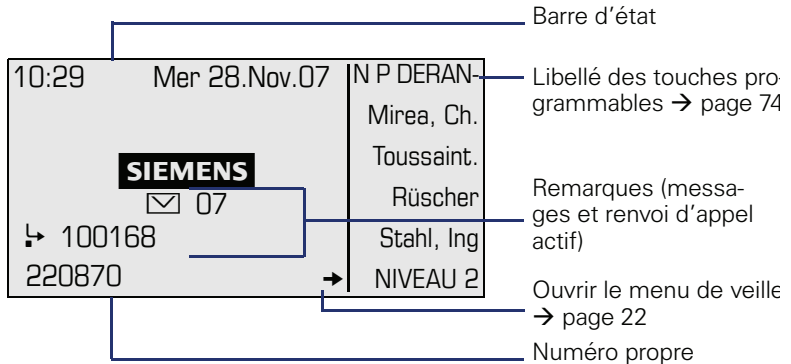 Barre d'état
10:29 Mer 28.Nov.07 N P DERAN-
Libellé des touches pro-
grammables → page 74
Mirea, Ch.
Toussaint.
SIEMENS
07 Rüscher
Remarques (messa-
ges et renvoi d'appel
actif)
100168 Stahl, Ing
220870 → NIVEAU 2
Ouvrir le menu de veille
→ page 22
Numéro propre